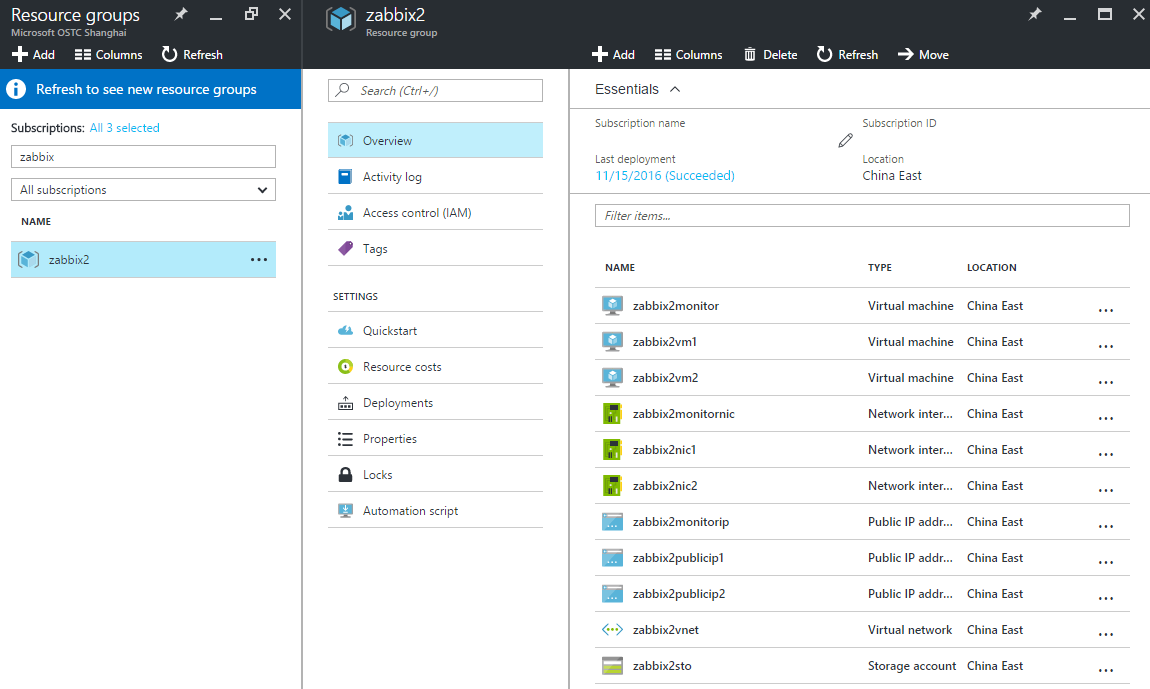 Resource groups
Microsoft OSTC Shanghai
Add Columns Refresh
Refresh to see new resource groups
Subscriptions: All 3 selected
zabbix
All subscriptions
NAME
zabbix2
zabbix2
Resource group
Search (Ctrl+/)
Overview
Activity log
Access control (IAM)
Tags
SETTINGS
Quickstart
Resource costs
Deployments
Properties
Locks
Automation script
Add Columns Delete Refresh Move
Essentials
Subscription name Subscription ID
Last deployment Location
11/15/2016 (Succeeded) China East
Filter items...
NAME TYPE LOCATION
zabbix2monitor Virtual machine China East ...
zabbix2vm1 Virtual machine China East ...
zabbix2vm2 Virtual machine China East ...
zabbix2monitornic Network inter... China East ...
zabbix2nic1 Network inter... China East ...
zabbix2nic2 Network inter... China East ...
zabbix2monitorip Public IP addr... China East ...
zabbix2publicip1 Public IP addr... China East ...
zabbix2publicip2 Public IP addr... China East ...
zabbix2vnet Virtual network China East ...
zabbix2sto Storage account China East ...